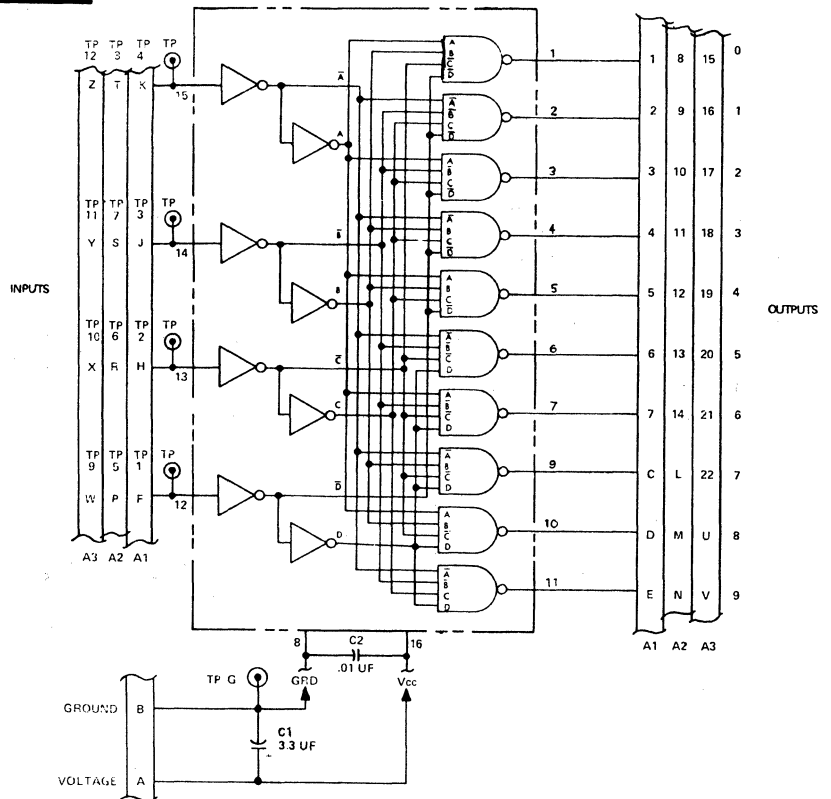 TP 12 TP 3 TP 4 TP
Z T K 15
TP 11 TP 7 TP 3 TP
Y S J 14
TP 10 TP 6 TP 2 TP
X R H 13
TP 9 TP 5 TP 1 TP
W P F 12
A3 A2 A1
INPUTS
A̅
A
B̅
B
C̅
C
D̅
D
A B C̅ D̅ 1 1 8 15 0
A̅ B̅ C D̅ 2 2 9 16 1
A B̅ C D̅ 3 3 10 17 2
A̅ B C D̅ 4 4 11 18 3
A B C D̅ 5 5 12 19 4
A̅ B̅ C̅ D 6 6 13 20 5
A B̅ C̅ D 7 7 14 21 6
A̅ B C̅ D 9 C L 22 7
A B C̅ D 10 D M U 8
A̅ B̅ C D 11 E N V 9
A1 A2 A3
OUTPUTS
8 C2 16
.01 UF
TP G GRD Vcc
GROUND B
C1
3.3 UF
+
VOLTAGE A